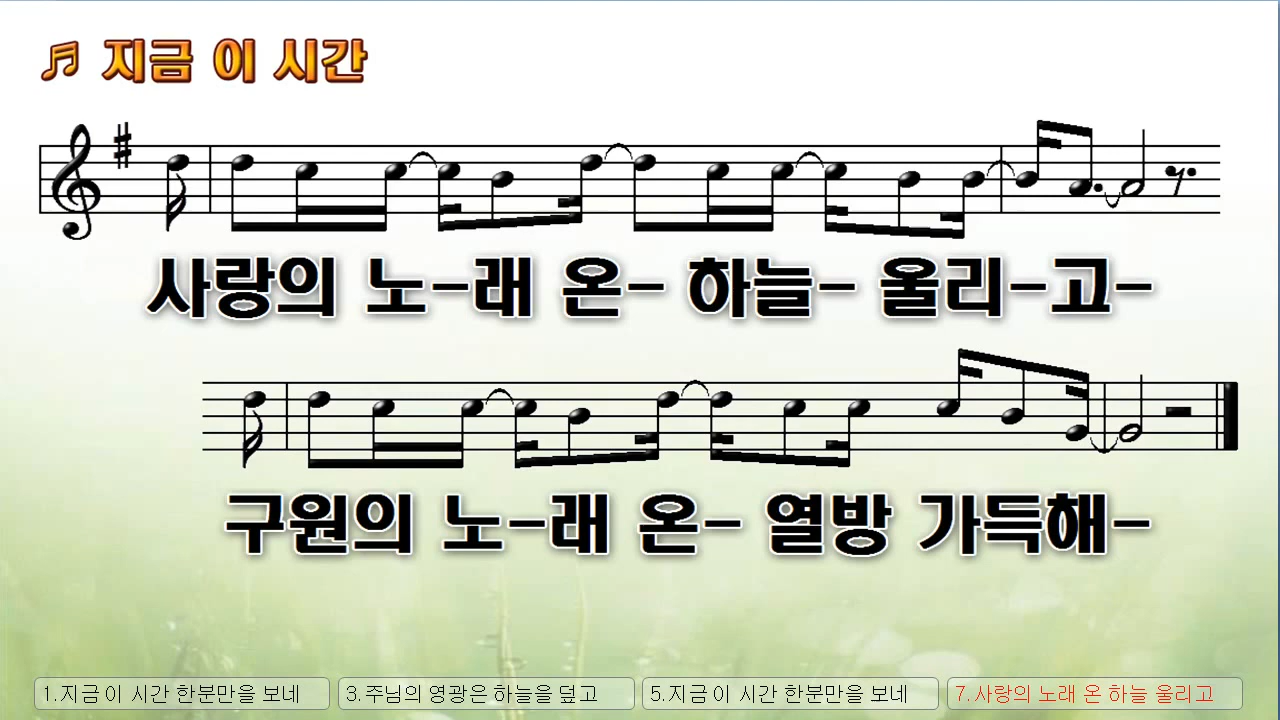 ♬ 지금 이 시간
사랑의 노-래 온- 하늘- 울리-고-
구원의 노-래 온- 열방 가득해-
1.지금 이 시간 한분만을 보네
3.주님의 영광은 하늘을 덮고
5.지금 이 시간 한분만을 보네
7.사랑의 노래 온 하늘 울리고